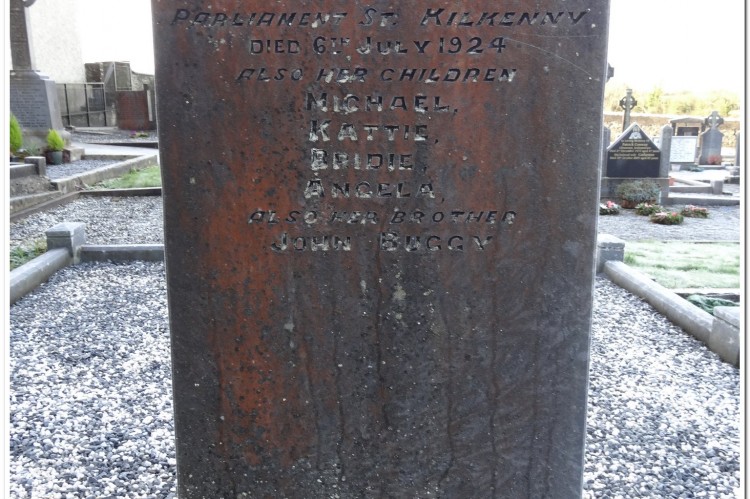 PARLIAMENT ST. KILKENNY
DIED 6TH JULY 1924
ALSO HER CHILDREN
MICHAEL,
KATTIE,
BRIDIE,
ANGELA,
ALSO HER BROTHER
JOHN BUGGY